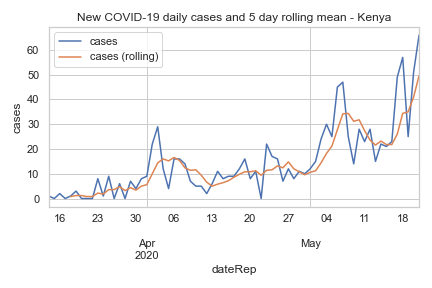 New COVID-19 daily cases and 5 day rolling mean - Kenya
cases
cases (rolling)
cases
60
50
40
30
20
10
0
16 23 30 06 13 20 27 04 11 18
Apr May
2020
dateRep